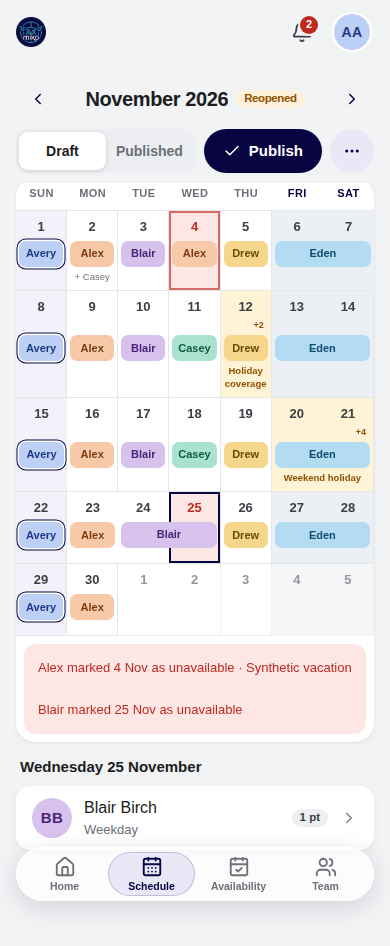 miko
2
AA
November 2026 Reopened
Draft Published Publish
SUN MON TUE WED THU FRI SAT
1 2 3 4 5 6 7
Avery Alex Blair Alex Drew Eden
+ Casey
8 9 10 11 12 13 14
+2
Avery Alex Blair Casey Drew Eden
Holiday
coverage
15 16 17 18 19 20 21
+4
Avery Alex Blair Casey Drew Eden
Weekend holiday
22 23 24 25 26 27 28
Avery Alex Blair Drew Eden
29 30 1 2 3 4 5
Avery Alex
Alex marked 4 Nov as unavailable · Synthetic vacation
Blair marked 25 Nov as unavailable
Wednesday 25 November
BB Blair Birch 1 pt
Weekday
Home Schedule Availability Team